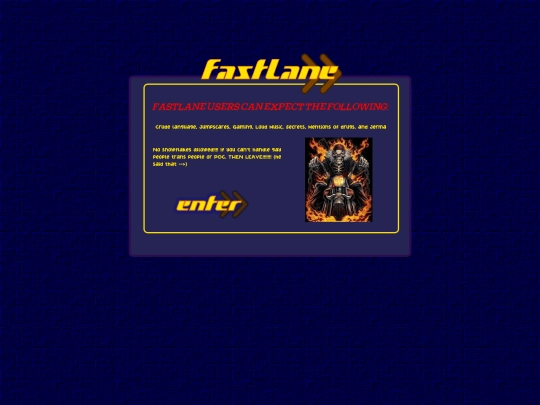 Fastlane
FASTLANE USERS CAN EXPECT THE FOLLOWING
Crude language, Jumpscares, Gaming, Loud Music, Secrets, Mentions of drugs, and Jerma
No snowflakes allowed!!!! if you can't handle gay
people trans people or POC, THEN LEAVE!!!!!! (he
said that -->)
enter